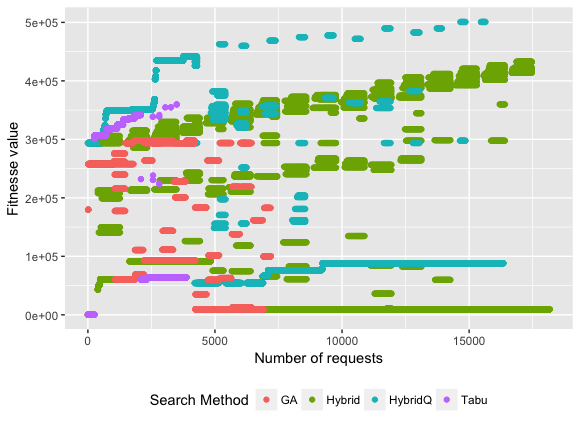 Fitnesse value
5e+05
4e+05
3e+05
2e+05
1e+05
0e+00
0 5000 10000 15000
Number of requests
Search Method GA Hybrid HybridQ Tabu